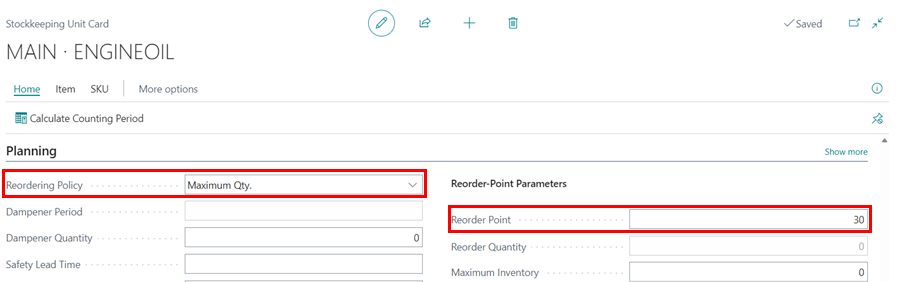 Stockkeeping Unit Card
Saved
MAIN · ENGINEOIL
Home Item SKU More options
Calculate Counting Period
Planning Show more
Reordering Policy Maximum Qty. Reorder-Point Parameters
Dampener Period Reorder Point 30
Dampener Quantity 0 Reorder Quantity 0
Safety Lead Time Maximum Inventory 0